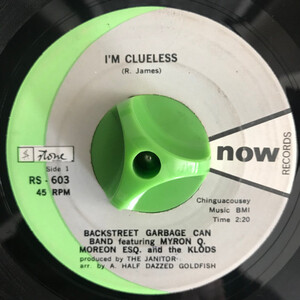 I'M CLUELESS
(R. James)
Stone
Side 1
RS - 603
45 RPM
now
RECORDS
Chinguacousey
Music BMI
Time 2:20
BACKSTREET GARBAGE CAN
BAND featuring MYRON Q.
MOREON ESQ. and the KLODS
produced by THE JANITOR
arr. by A. HALF DAZZED GOLDFISH